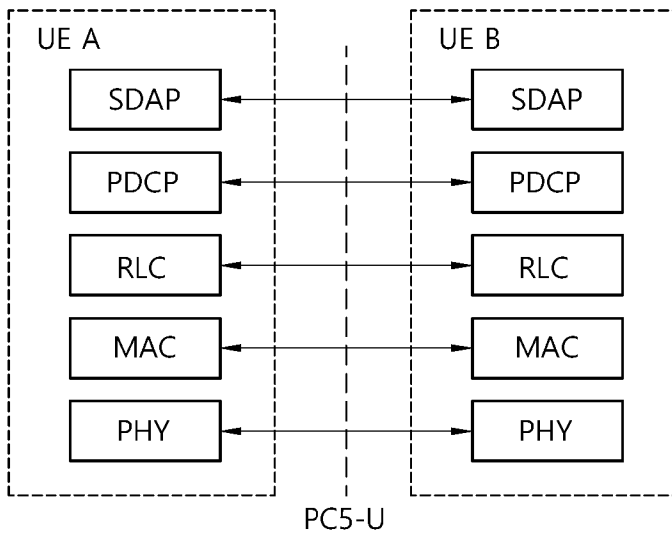 UE A
UE B
SDAP
SDAP
PDCP
PDCP
RLC
RLC
MAC
MAC
PHY
PHY
PC5-U